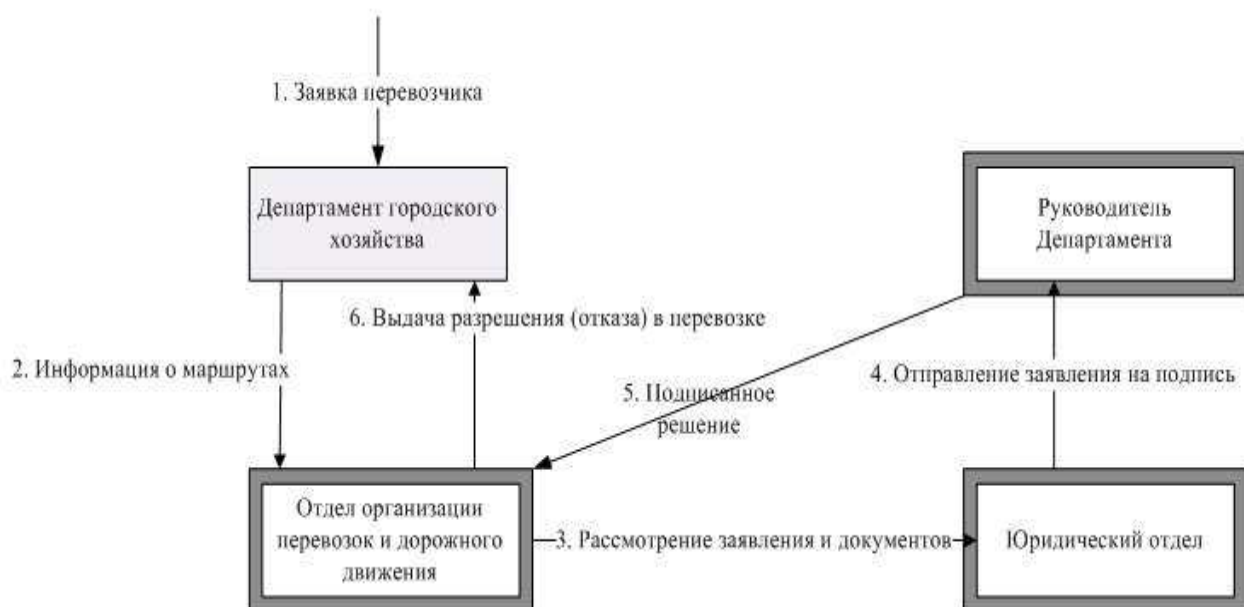 1. Заявка перевозчика
Департамент городского
хозяйства
Руководитель
Департамента
6. Выдача разрешения (отказа) в перевозке
2. Информация о маршрутах
4. Отправление заявления на подпись
5. Подписанное
решение
Отдел организации
перевозок и дорожного
движения
3. Рассмотрение заявления и документов
Юридический отдел